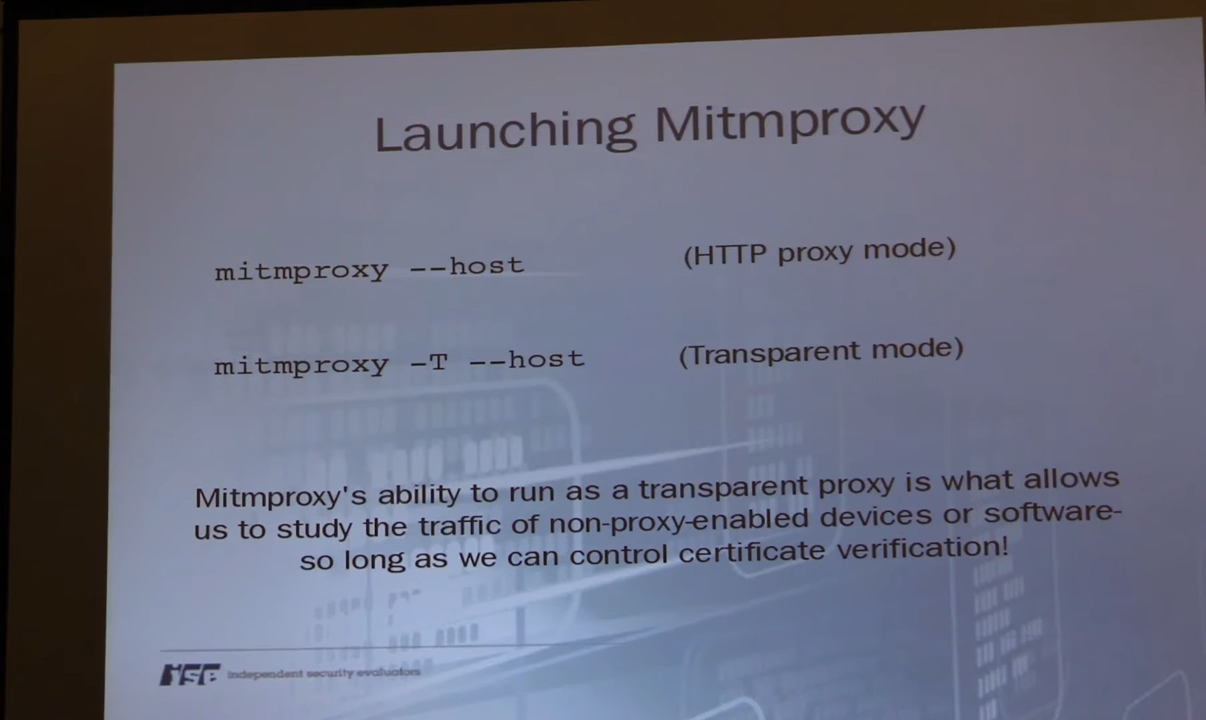 Launching Mitmproxy
mitmproxy --host (HTTP proxy mode)
mitmproxy -T --host (Transparent mode)
Mitmproxy's ability to run as a transparent proxy is what allows
us to study the traffic of non-proxy-enabled devices or software-
so long as we can control certificate verification!
ise independent security evaluators